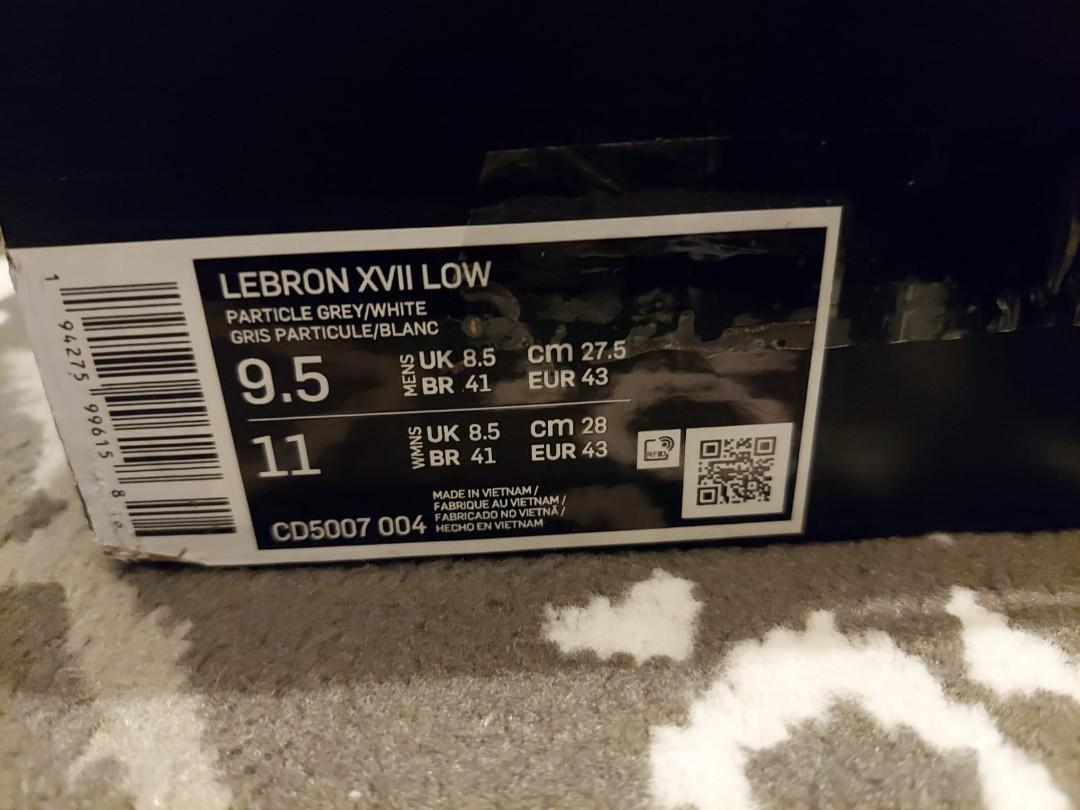 LEBRON XVII LOW
PARTICLE GREY/WHITE
GRIS PARTICULE/BLANC
9.5 MENS UK 8.5 cm 27.5
BR 41 EUR 43
11 WMNS UK 8.5 cm 28
BR 41 EUR 43
RFID
MADE IN VIETNAM /
FABRIQUE AU VIETNAM /
FABRICADO NO VIETNÃ /
HECHO EN VIETNAM
CD5007 004
1 94275 99615 8